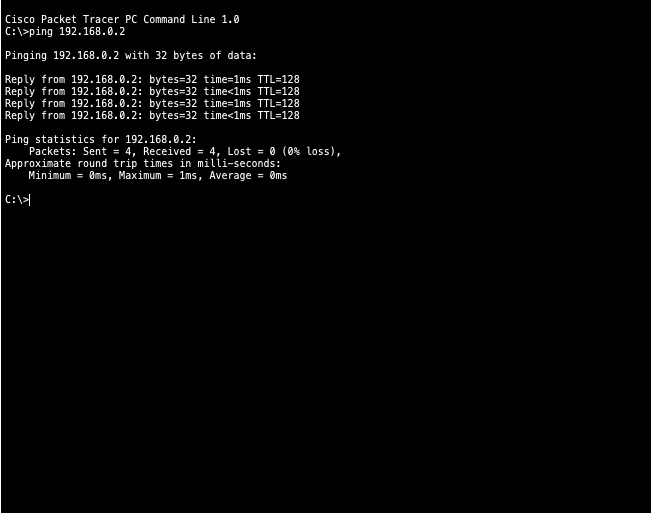 Cisco Packet Tracer PC Command Line 1.0
C:\>ping 192.168.0.2
Pinging 192.168.0.2 with 32 bytes of data:
Reply from 192.168.0.2: bytes=32 time=1ms TTL=128
Reply from 192.168.0.2: bytes=32 time<1ms TTL=128
Reply from 192.168.0.2: bytes=32 time=1ms TTL=128
Reply from 192.168.0.2: bytes=32 time<1ms TTL=128
Ping statistics for 192.168.0.2:
Packets: Sent = 4, Received = 4, Lost = 0 (0% loss),
Approximate round trip times in milli-seconds:
Minimum = 0ms, Maximum = 1ms, Average = 0ms
C:\>